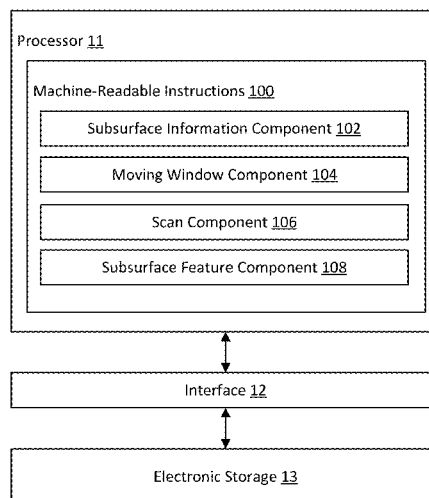 Processor 11
Machine-Readable Instructions 100
Subsurface Information Component 102
Moving Window Component 104
Scan Component 106
Subsurface Feature Component 108
Interface 12
Electronic Storage 13